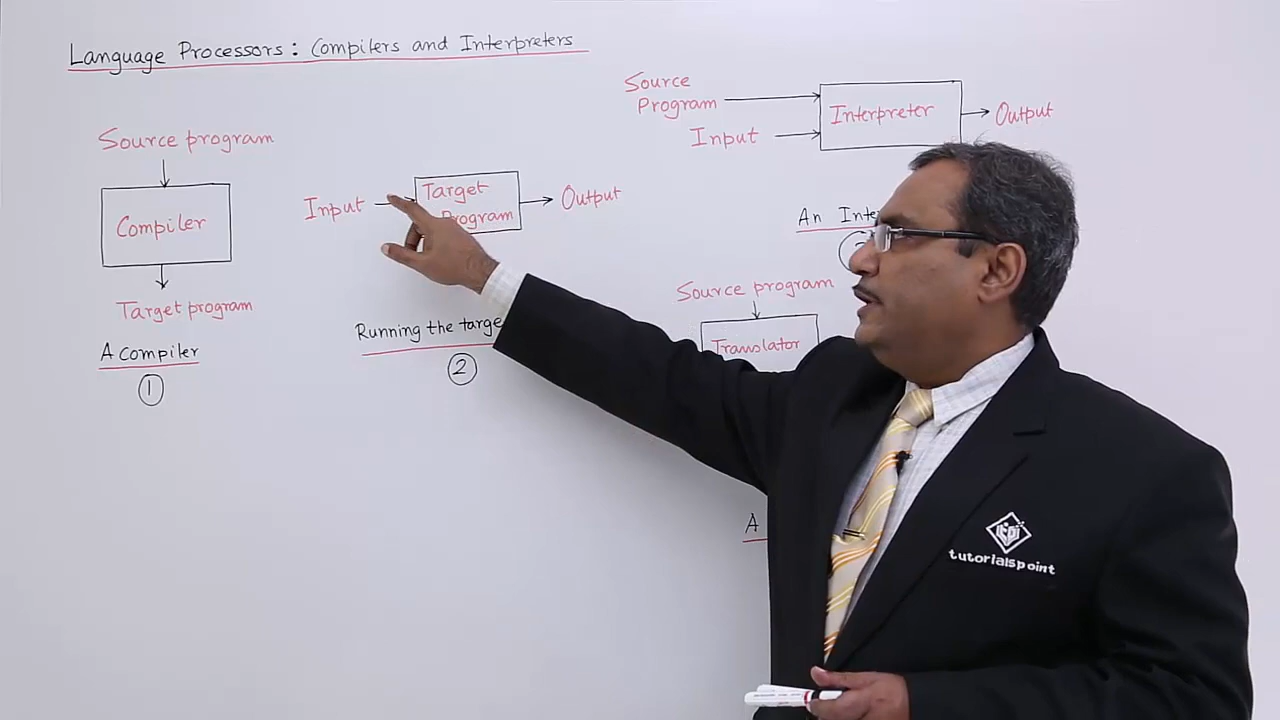 Language Processors: Compilers and Interpreters
Source program
Compiler
Target program
A compiler
1
Input
Target
Program
Output
Running the
2
Source
Program
Input
Interpreter
Output
An
Source program
Translator
A
tutorialspoint